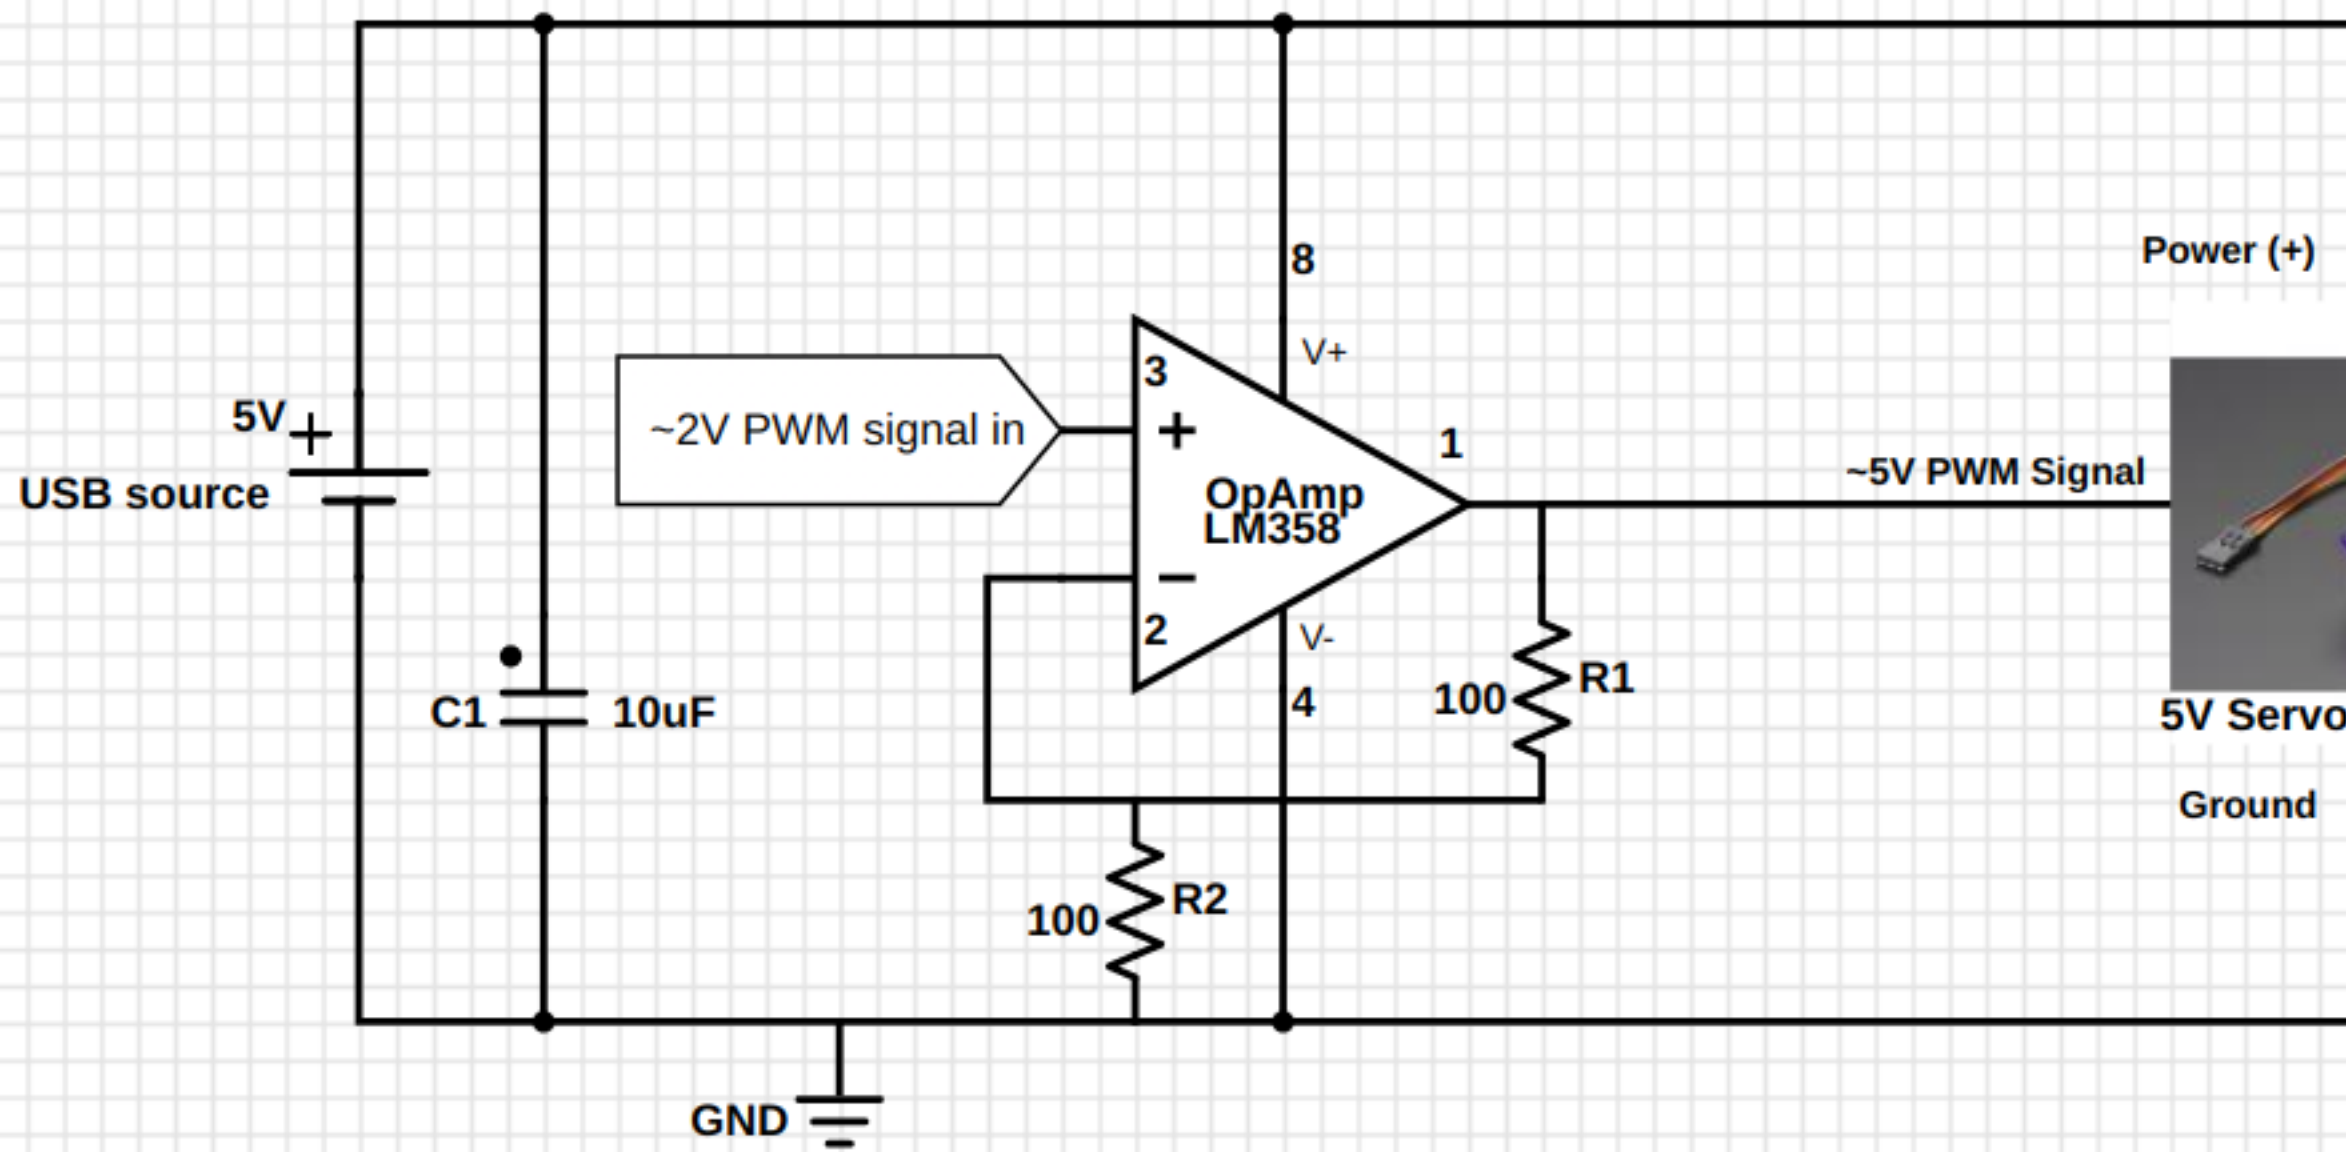 8
Power (+)
V+
3
5V
+
~2V PWM signal in
+
1
~5V PWM Signal
USB source
OpAmp
LM358
−
2
V-
4
100
R1
C1
10uF
5V Servo
Ground
100
R2
GND